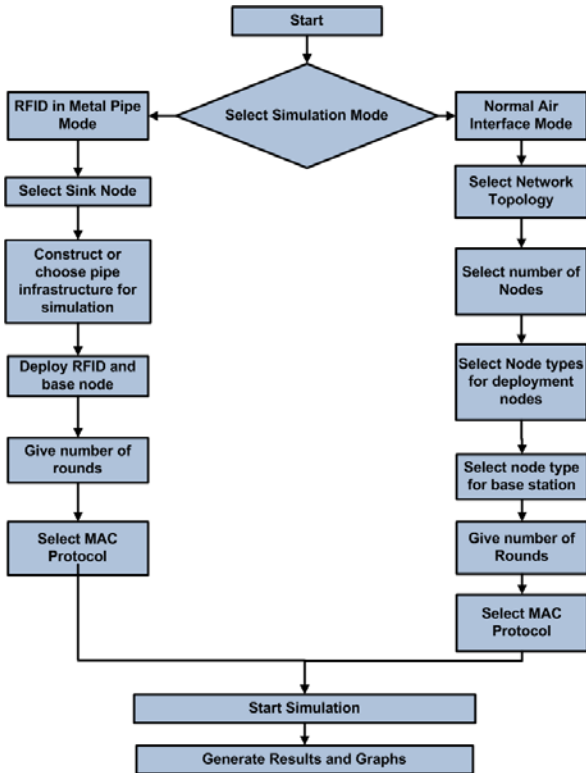 Start
Select Simulation Mode
RFID in Metal Pipe
Mode
Select Sink Node
Construct or
choose pipe
infrastructure for
simulation
Deploy RFID and
base node
Give number of
rounds
Select MAC
Protocol
Normal Air
Interface Mode
Select Network
Topology
Select number of
Nodes
Select Node types
for deployment
nodes
Select node type
for base station
Give number of
Rounds
Select MAC
Protocol
Start Simulation
Generate Results and Graphs